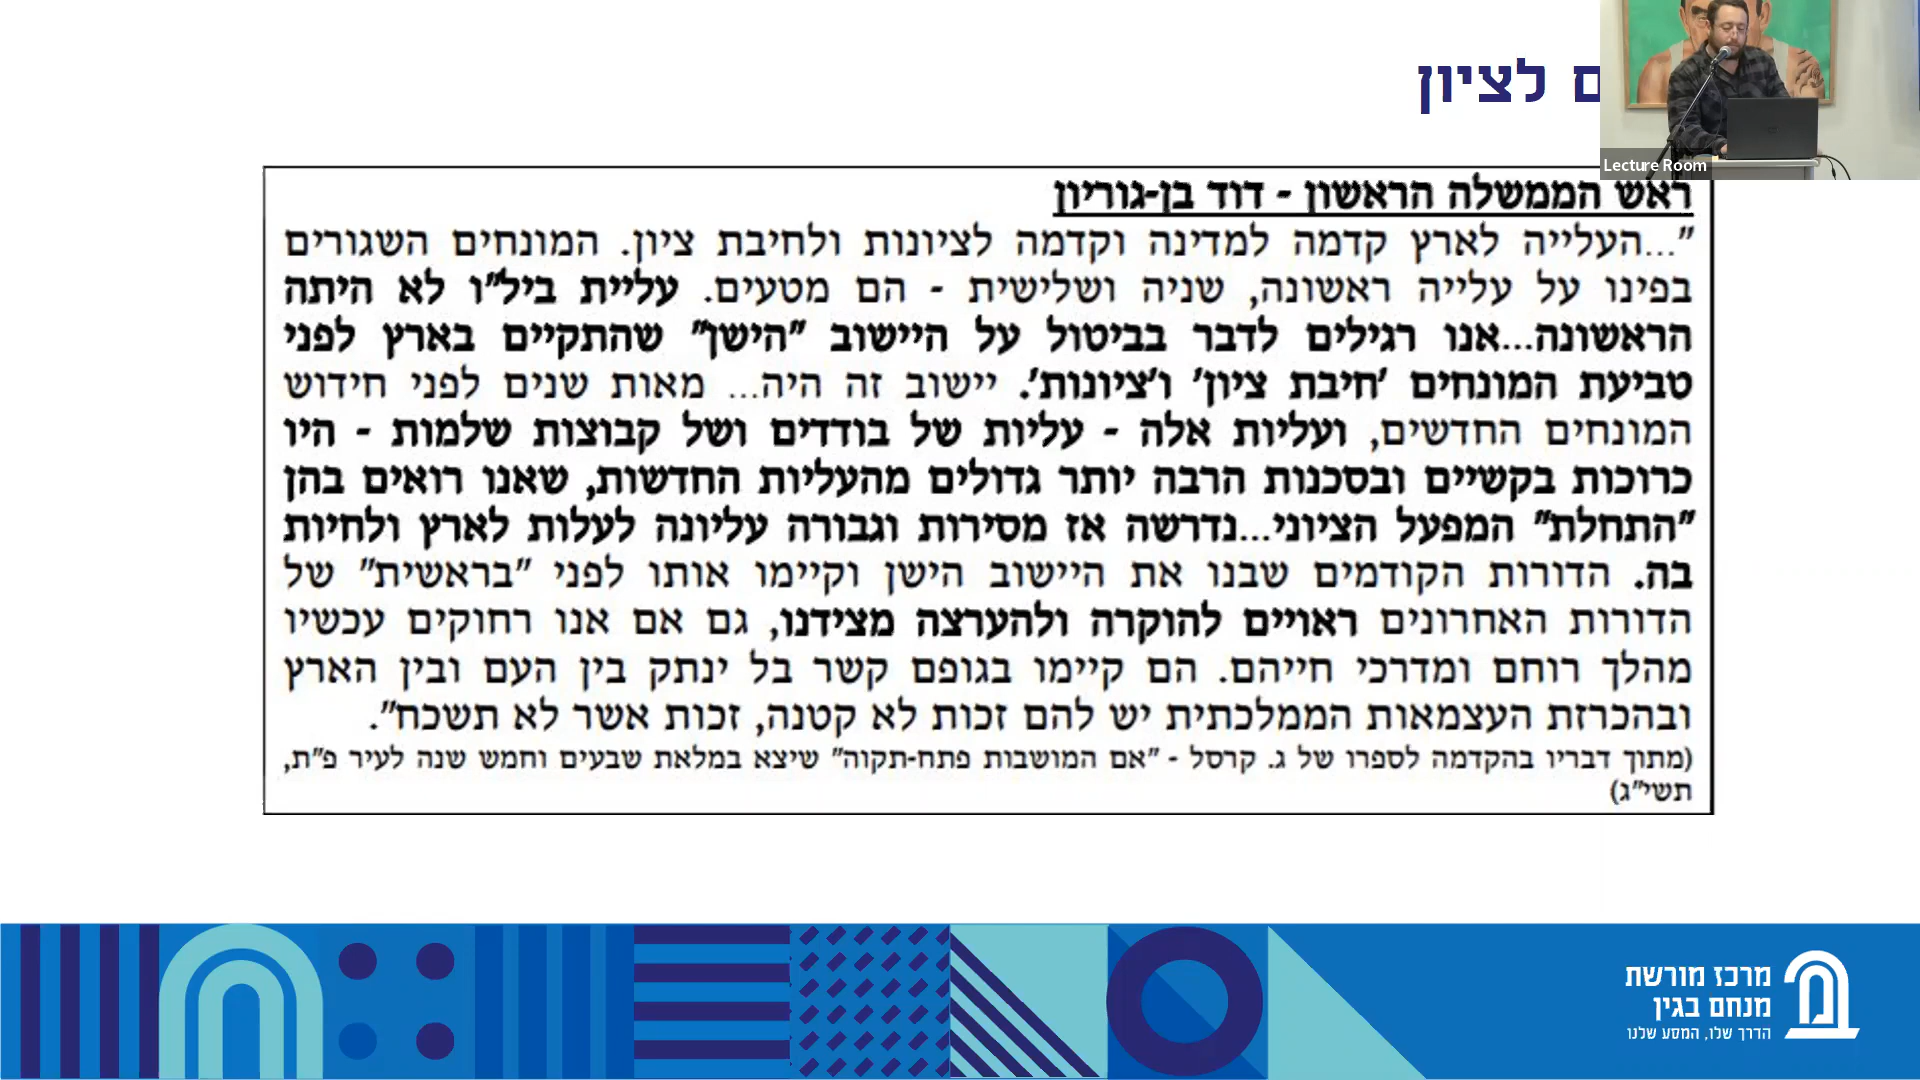 ם לציון
Lecture Room
ראש הממשלה הראשון - דוד בן-גוריון
"...העלייה לארץ קדמה למדינה וקדמה לציונות ולחיבת ציון. המונחים השגורים
בפינו על עלייה ראשונה, שניה ושלישית - הם מטעים. עליית ביל"ו לא היתה
הראשונה...אנו רגילים לדבר בביטול על היישוב "הישן" שהתקיים בארץ לפני
טביעת המונחים 'חיבת ציון' ו'ציונות'. יישוב זה היה... מאות שנים לפני חידוש
המונחים החדשים, ועליות אלה - עליות של בודדים ושל קבוצות שלמות - היו
כרוכות בקשיים ובסכנות הרבה יותר גדולים מהעליות החדשות, שאנו רואים בהן
"התחלת" המפעל הציוני...נדרשה אז מסירות וגבורה עליונה לעלות לארץ ולחיות
בה. הדורות הקודמים שבנו את היישוב הישן וקיימו אותו לפני "בראשית" של
הדורות האחרונים ראויים להוקרה ולהערצה מצידנו, גם אם אנו רחוקים עכשיו
מהלך רוחם ומדרכי חייהם. הם קיימו בגופם קשר בל ינתק בין העם ובין הארץ
ובהכרזת העצמאות הממלכתית יש להם זכות לא קטנה, זכות אשר לא תשכח".
(מתוך דבריו בהקדמה לספרו של ג. קרסל - "אם המושבות פתח-תקוה" שיצא במלאת שבעים וחמש שנה לעיר פ"ת,
תשי"ג)
מרכז מורשת
מנחם בגין
הדרך שלו, המסע שלנו